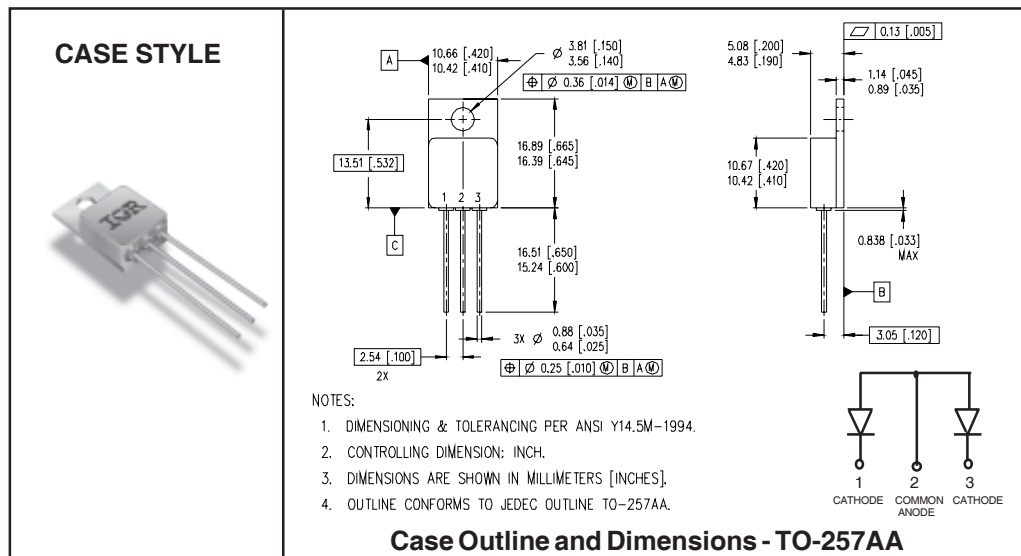 CASE STYLE
IOR
A
10.66 [.420]
10.42 [.410]
Ø 3.81 [.150]
3.56 [.140]
⌖ Ø 0.36 [.014] Ⓜ B A Ⓜ
13.51 [.532]
16.89 [.665]
16.39 [.645]
1 2 3
C
16.51 [.650]
15.24 [.600]
3X Ø 0.88 [.035]
0.64 [.025]
2.54 [.100]
2X
⌖ Ø 0.25 [.010] Ⓜ B A Ⓜ
5.08 [.200]
4.83 [.190]
⏥ 0.13 [.005]
1.14 [.045]
0.89 [.035]
10.67 [.420]
10.42 [.410]
0.838 [.033]
MAX
B
3.05 [.120]
NOTES:
1. DIMENSIONING & TOLERANCING PER ANSI Y14.5M-1994.
2. CONTROLLING DIMENSION: INCH.
3. DIMENSIONS ARE SHOWN IN MILLIMETERS [INCHES].
4. OUTLINE CONFORMS TO JEDEC OUTLINE TO-257AA.
1 2 3
CATHODE COMMON CATHODE
ANODE
Case Outline and Dimensions - TO-257AA